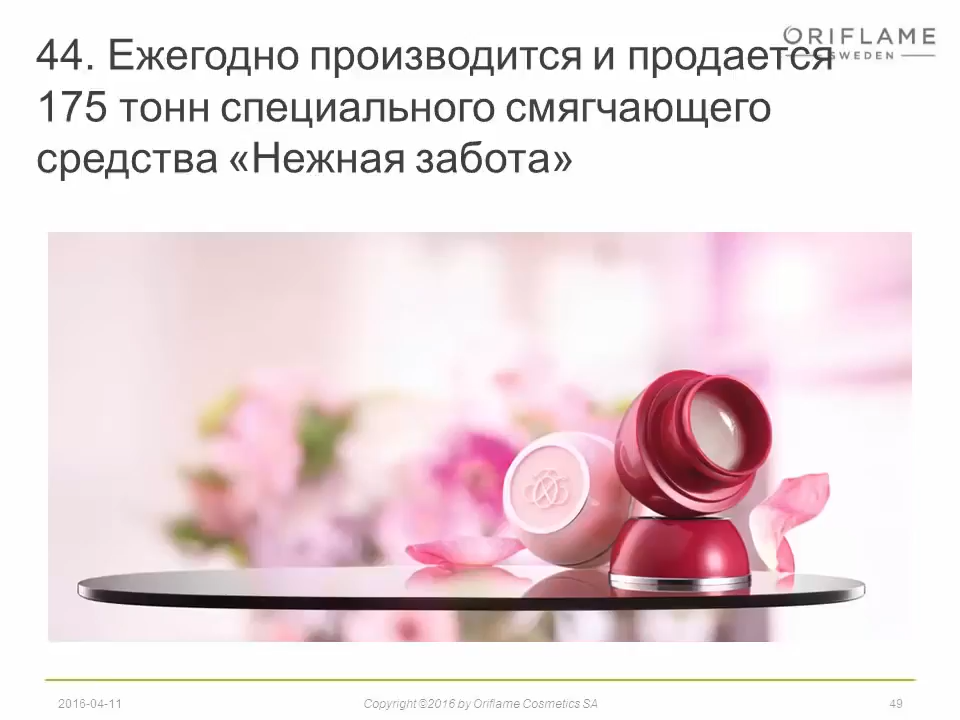 ORIFLAME
SWEDEN
44. Ежегодно производится и продается
175 тонн специального смягчающего
средства «Нежная забота»
2016-04-11
Copyright ©2016 by Oriflame Cosmetics SA
49